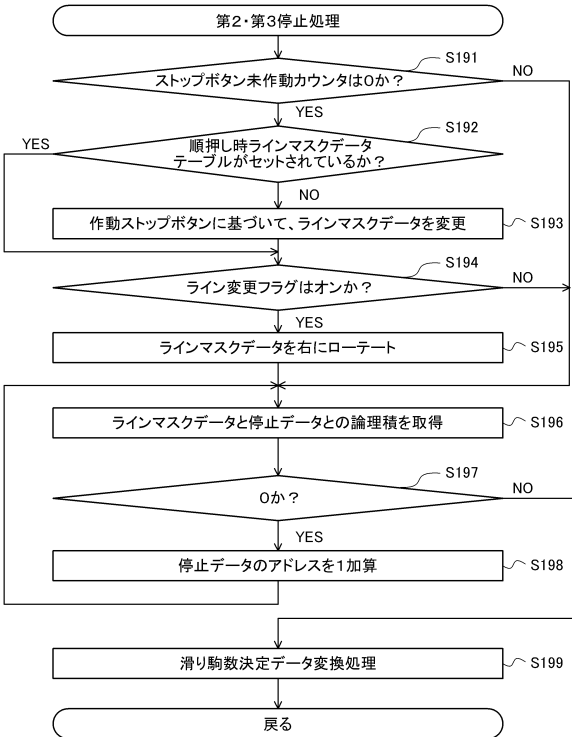 第2・第3停止処理
S191
ストップボタン未作動カウンタは0か？
NO
YES
S192
YES
順押し時ラインマスクデータ
テーブルがセットされているか？
NO
作動ストップボタンに基づいて、ラインマスクデータを変更
S193
S194
ライン変更フラグはオンか？
NO
YES
ラインマスクデータを右にローテート
S195
ラインマスクデータと停止データとの論理積を取得
S196
S197
0か？
NO
YES
停止データのアドレスを1加算
S198
滑り駒数決定データ変換処理
S199
戻る